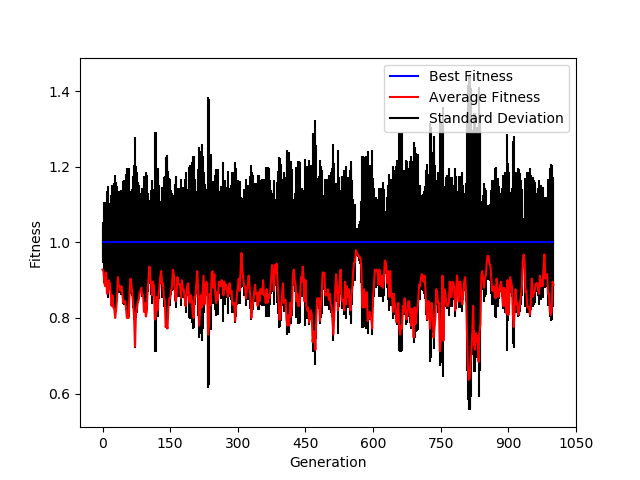 Best Fitness
Average Fitness
Standard Deviation
1.4
1.2
1.0
0.8
0.6
Fitness
0 150 300 450 600 750 900 1050
Generation